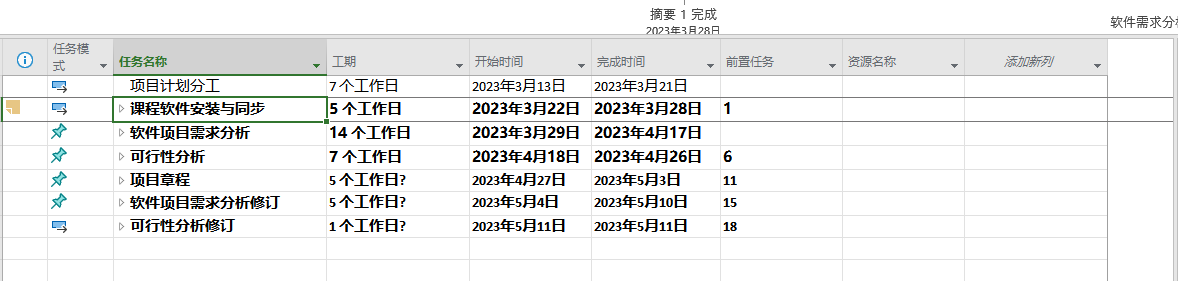 摘要 1 完成
2023年3月28日
软件需求分析
任务模式 任务名称 工期 开始时间 完成时间 前置任务 资源名称 添加新列
项目计划分工 7 个工作日 2023年3月13日 2023年3月21日
课程软件安装与同步 5 个工作日 2023年3月22日 2023年3月28日 1
软件项目需求分析 14 个工作日 2023年3月29日 2023年4月17日
可行性分析 7 个工作日 2023年4月18日 2023年4月26日 6
项目章程 5 个工作日? 2023年4月27日 2023年5月3日 11
软件项目需求分析修订 5 个工作日? 2023年5月4日 2023年5月10日 15
可行性分析修订 1 个工作日? 2023年5月11日 2023年5月11日 18